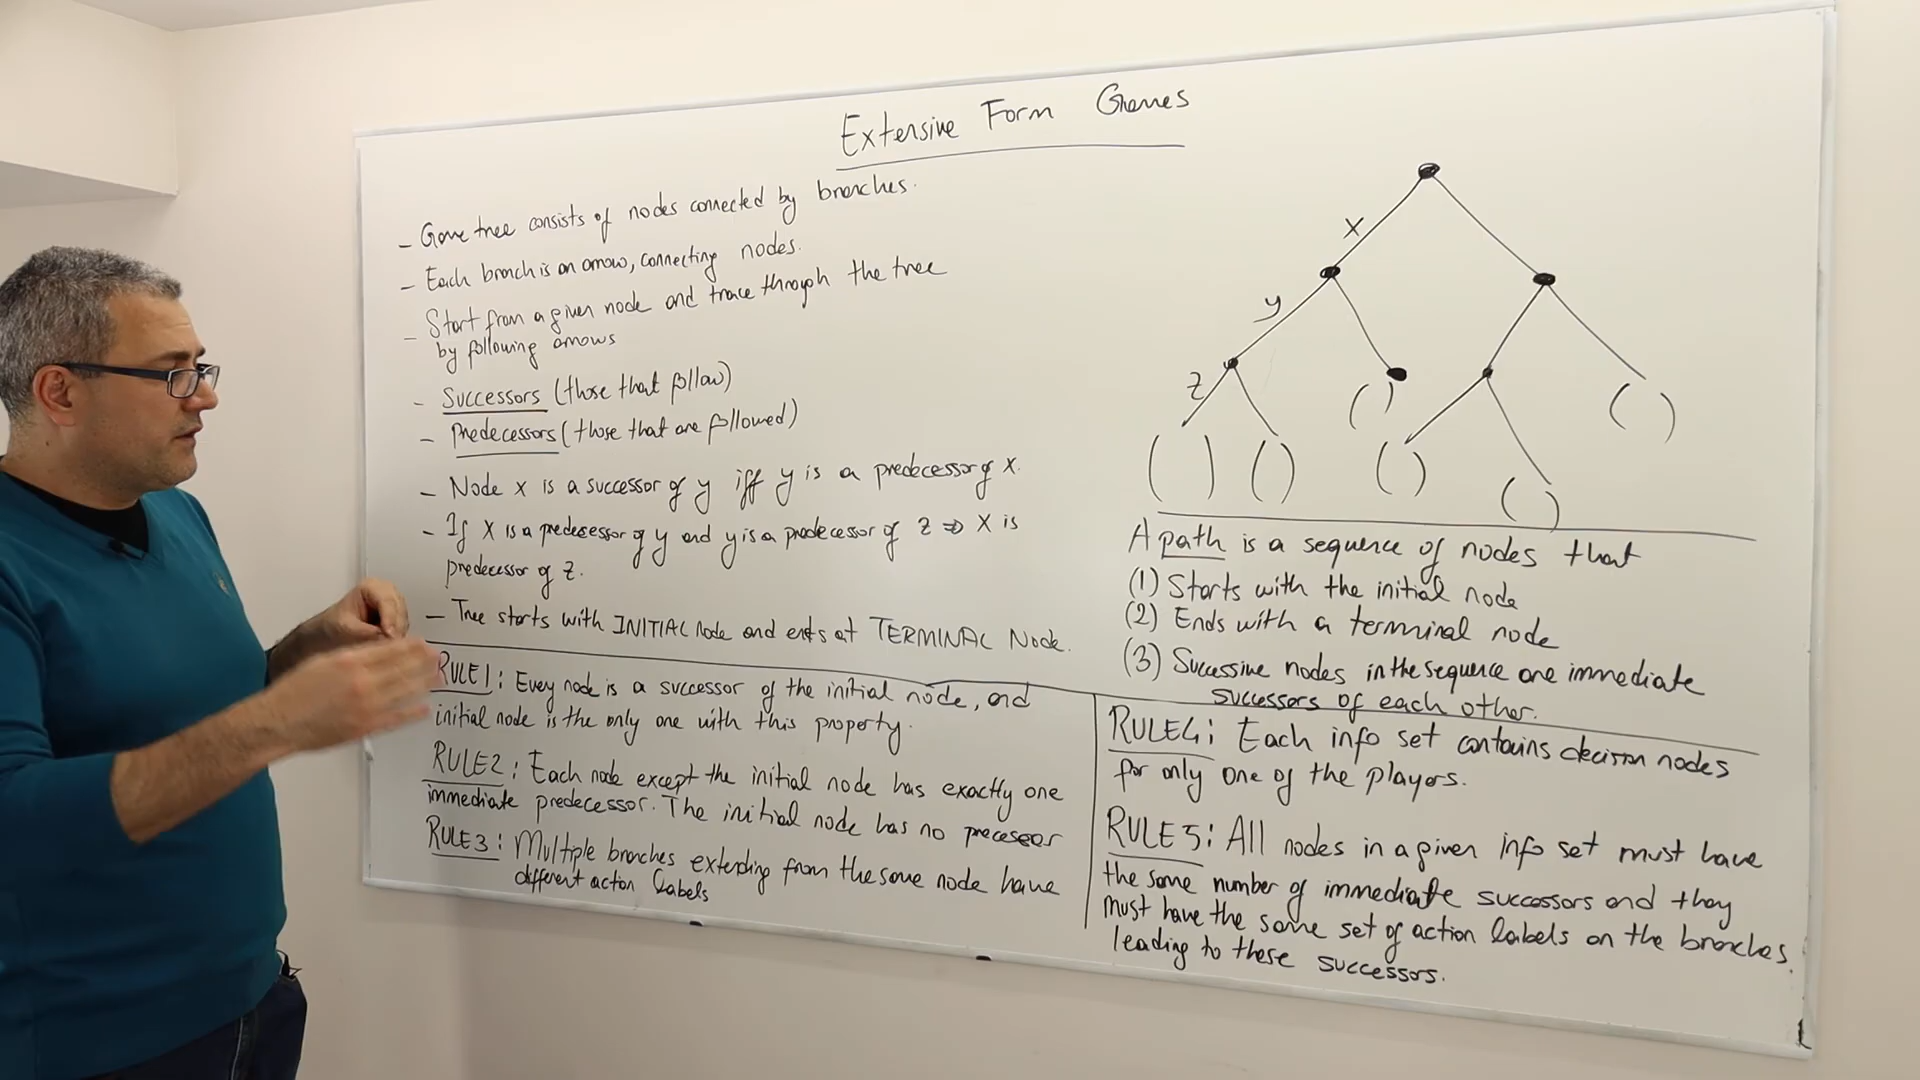 Extensive Form Games
- Game tree consists of nodes connected by branches.
- Each branch is an arrow, connecting nodes.
- Start from a given node and trace through the tree
by following arrows
- Successors (those that follow)
- Predecessors (those that are followed)
- Node x is a successor of y iff y is a predecessor of x.
- If x is a predecessor of y and y is a predecessor of z ⇒ x is
predecessor of z.
- Tree starts with INITIAL node and ends at TERMINAL Node.
RULE1: Every node is a successor of the initial node, and
initial node is the only one with this property.
RULE2: Each node except the initial node has exactly one
immediate predecessor. The initial node has no precessor
RULE3: Multiple branches extending from the same node have
different action labels
x
y
z
( ) ( ) ( ) ( ) ( ) ( )
A path is a sequence of nodes that
(1) Starts with the initial node
(2) Ends with a terminal node
(3) Successive nodes in the sequence are immediate
successors of each other.
RULE4: Each info set contains decision nodes
for only one of the players.
RULE5: All nodes in a given info set must have
the same number of immediate successors and they
must have the same set of action labels on the branches
leading to these successors.